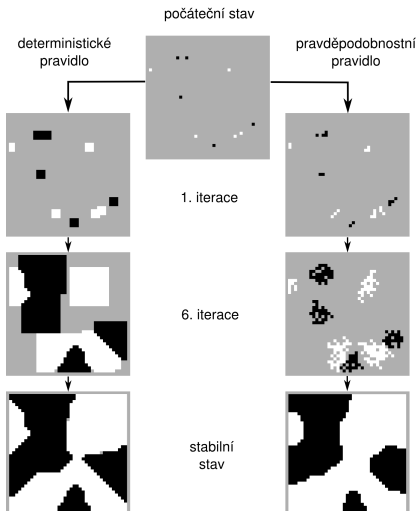 počáteční stav
deterministické
pravidlo
pravděpodobnostní
pravidlo
1. iterace
6. iterace
stabilní
stav